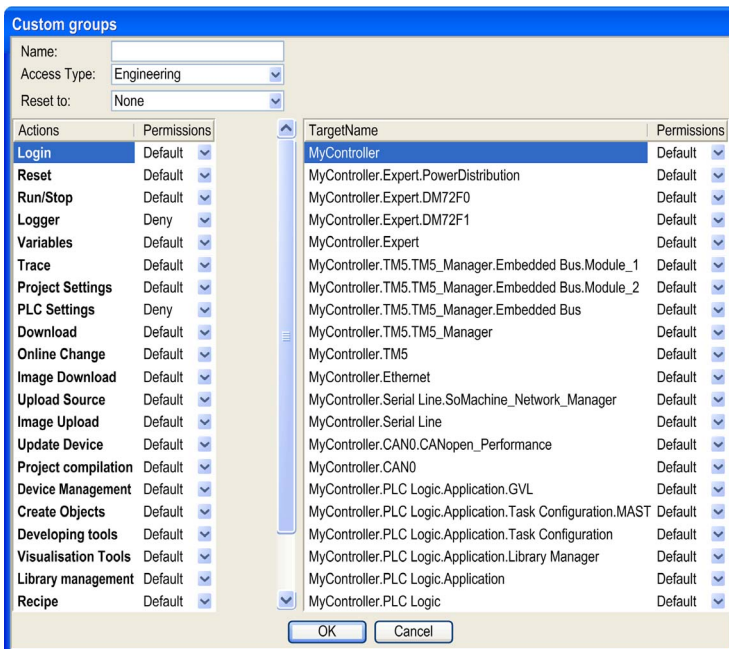 Custom groups
Name:
Access Type: Engineering
Reset to: None
Actions Permissions TargetName Permissions
Login Default MyController Default
Reset Default MyController.Expert.PowerDistribution Default
Run/Stop Default MyController.Expert.DM72F0 Default
Logger Deny MyController.Expert.DM72F1 Default
Variables Default MyController.Expert Default
Trace Default MyController.TM5.TM5_Manager.Embedded Bus.Module_1 Default
Project Settings Default MyController.TM5.TM5_Manager.Embedded Bus.Module_2 Default
PLC Settings Deny MyController.TM5.TM5_Manager.Embedded Bus Default
Download Default MyController.TM5.TM5_Manager Default
Online Change Default MyController.TM5 Default
Image Download Default MyController.Ethernet Default
Upload Source Default MyController.Serial Line.SoMachine_Network_Manager Default
Image Upload Default MyController.Serial Line Default
Update Device Default MyController.CAN0.CANopen_Performance Default
Project compilation Default MyController.CAN0 Default
Device Management Default MyController.PLC Logic.Application.GVL Default
Create Objects Default MyController.PLC Logic.Application.Task Configuration.MAST Default
Developing tools Default MyController.PLC Logic.Application.Task Configuration Default
Visualisation Tools Default MyController.PLC Logic.Application.Library Manager Default
Library management Default MyController.PLC Logic.Application Default
Recipe Default MyController.PLC Logic Default
OK Cancel